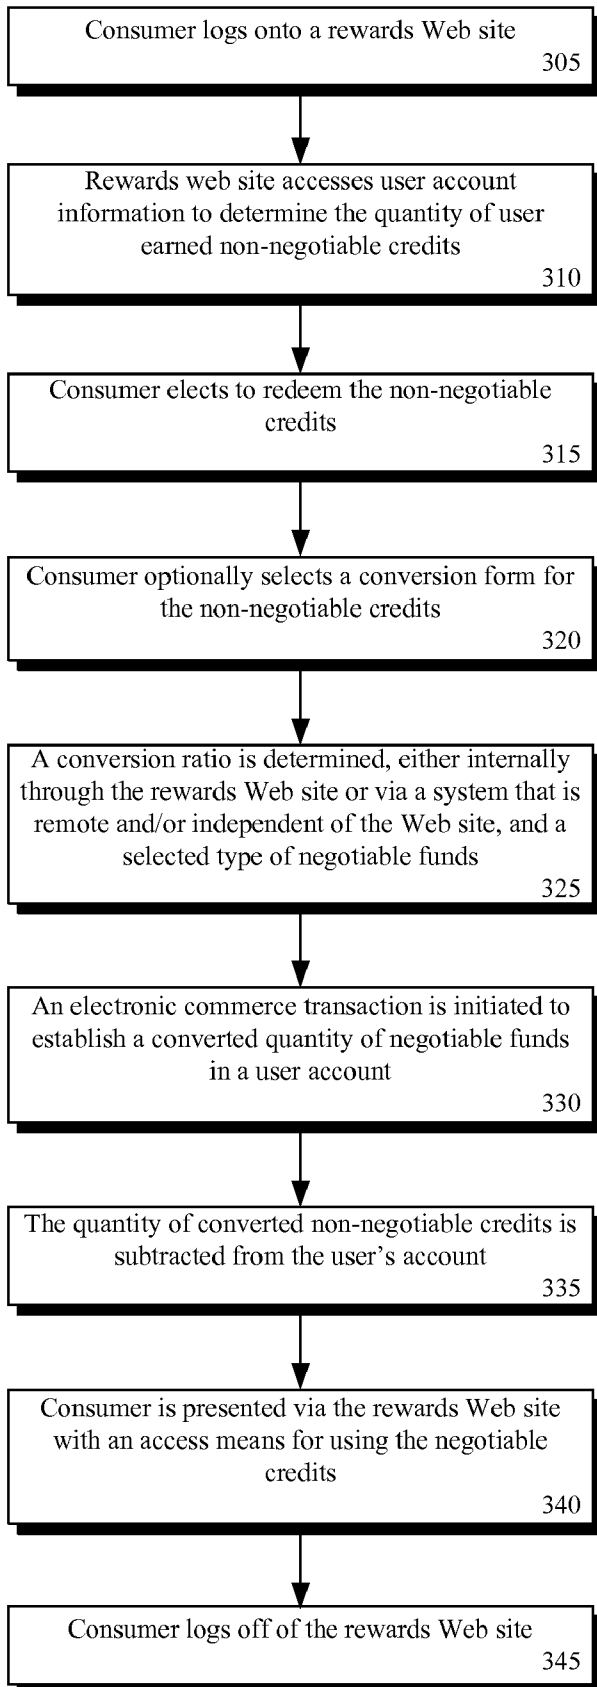 Consumer logs onto a rewards Web site
305
Rewards web site accesses user account
information to determine the quantity of user
earned non-negotiable credits
310
Consumer elects to redeem the non-negotiable
credits
315
Consumer optionally selects a conversion form for
the non-negotiable credits
320
A conversion ratio is determined, either internally
through the rewards Web site or via a system that is
remote and/or independent of the Web site, and a
selected type of negotiable funds
325
An electronic commerce transaction is initiated to
establish a converted quantity of negotiable funds
in a user account
330
The quantity of converted non-negotiable credits is
subtracted from the user’s account
335
Consumer is presented via the rewards Web site
with an access means for using the negotiable
credits
340
Consumer logs off of the rewards Web site
345